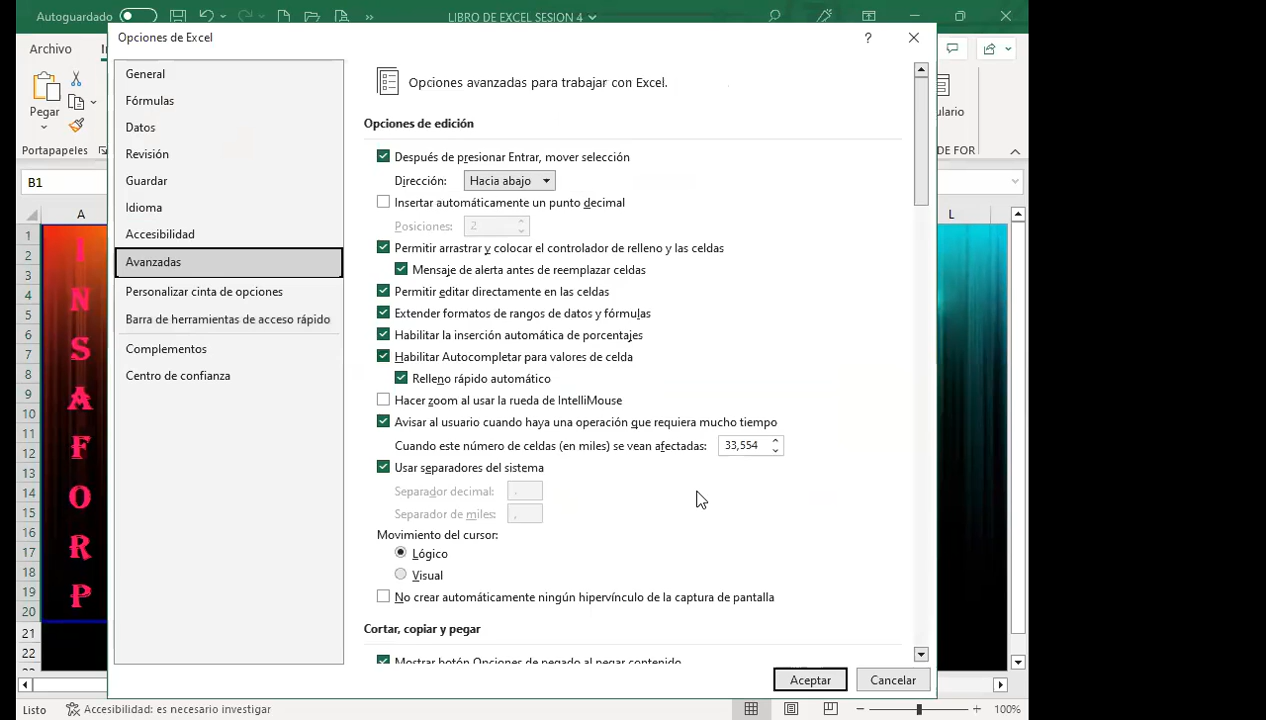 Autoguardado
»
LIBRO DE EXCEL SESION 4
Opciones de Excel
?
Archivo
Pegar
Portapapeles
B1
A
L
1
2
3
4
5
6
7
8
9
10
11
12
13
14
15
16
17
18
19
20
21
22
I
N
S
A
F
O
R
P
General
Fórmulas
Datos
Revisión
Guardar
Idioma
Accesibilidad
Avanzadas
Personalizar cinta de opciones
Barra de herramientas de acceso rápido
Complementos
Centro de confianza
Opciones avanzadas para trabajar con Excel.
Opciones de edición
Después de presionar Entrar, mover selección
Dirección: Hacia abajo
Insertar automáticamente un punto decimal
Posiciones: 2
Permitir arrastrar y colocar el controlador de relleno y las celdas
Mensaje de alerta antes de reemplazar celdas
Permitir editar directamente en las celdas
Extender formatos de rangos de datos y fórmulas
Habilitar la inserción automática de porcentajes
Habilitar Autocompletar para valores de celda
Relleno rápido automático
Hacer zoom al usar la rueda de IntelliMouse
Avisar al usuario cuando haya una operación que requiera mucho tiempo
Cuando este número de celdas (en miles) se vean afectadas: 33,554
Usar separadores del sistema
Separador decimal: .
Separador de miles: ,
Movimiento del cursor:
Lógico
Visual
No crear automáticamente ningún hipervínculo de la captura de pantalla
Cortar, copiar y pegar
Mostrar botón Opciones de pegado al pegar contenido
Aceptar
Cancelar
ulario
DE FOR
Listo
Accesibilidad: es necesario investigar
100%